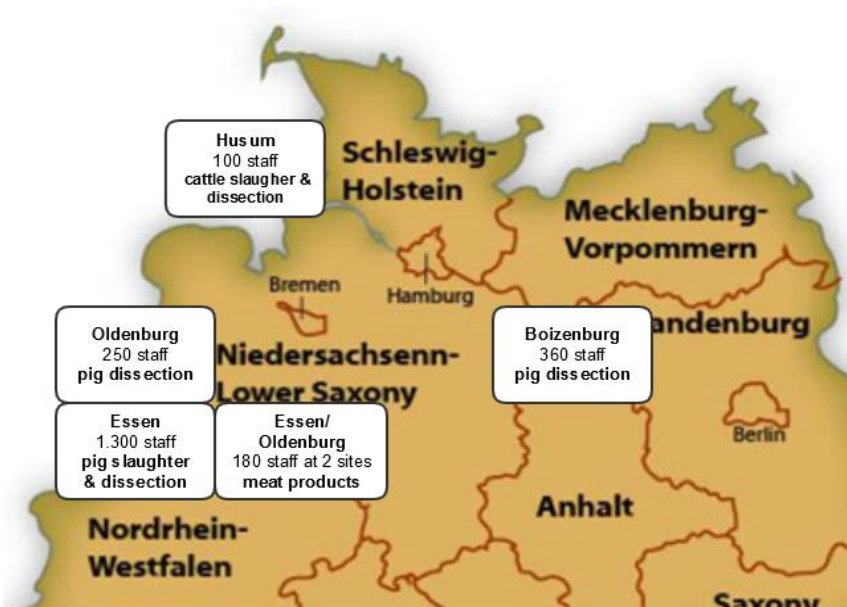 Husum
100 staff
cattle slaugher &
dissection
Schleswig-
Holstein
Mecklenburg-
Vorpommern
Bremen
Hamburg
Oldenburg
250 staff
pig dissection
Niedersachsenn-
Lower Saxony
Boizenburg
360 staff
pig dissection
andenburg
Essen
1.300 staff
pig slaughter
& dissection
Essen/
Oldenburg
180 staff at 2 sites
meat products
Berlin
Anhalt
Nordrhein-
Westfalen
Saxony